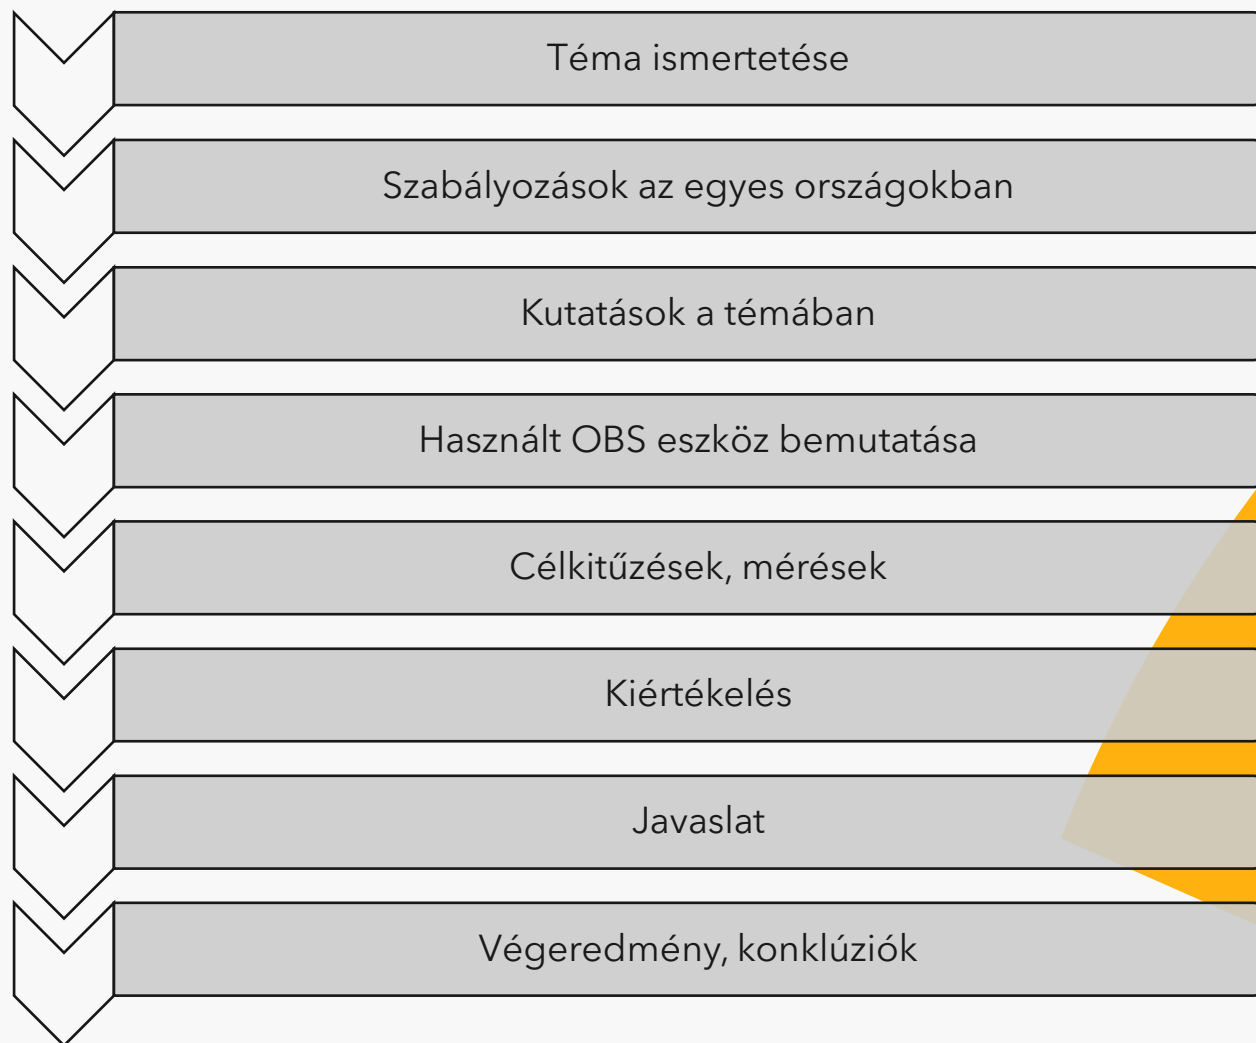 Téma ismertetése
Szabályozások az egyes országokban
Kutatások a témában
Használt OBS eszköz bemutatása
Célkitűzések, mérések
Kiértékelés
Javaslat
Végeredmény, konklúziók